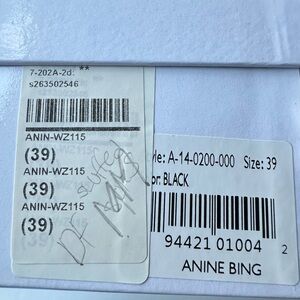 7-202A-2d: **
s263502546
ANIN-WZ115
(39)
ANIN-WZ115
(39)
ANIN-WZ115
(39)
le: A-14-0200-000 Size: 39
or: BLACK
94421 01004 2
ANINE BING